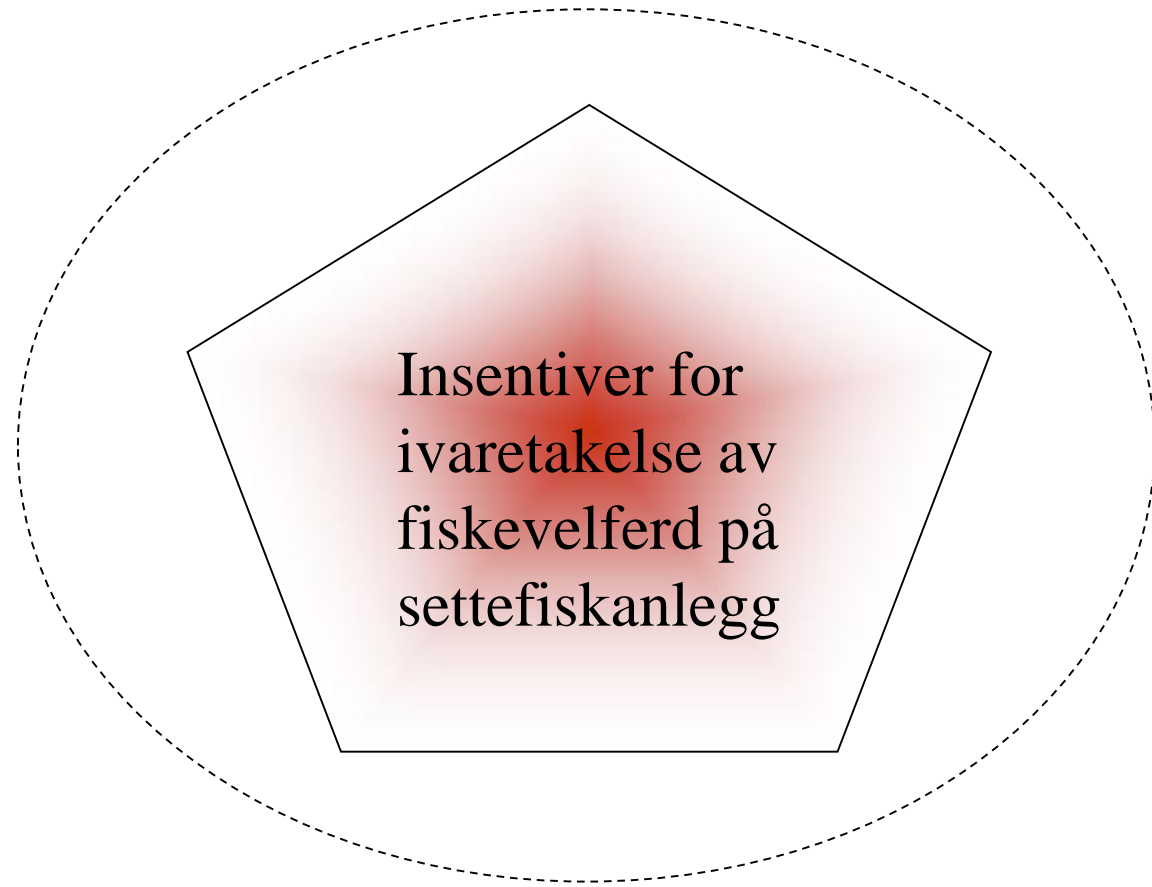 Insentiver for
ivaretakelse av
fiskevelferd på
settefiskanlegg